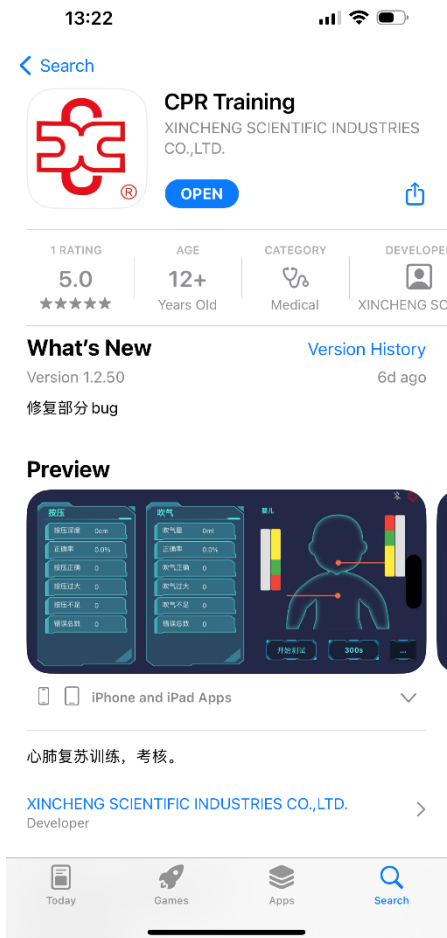 13:22
Search
CPR Training
XINCHENG SCIENTIFIC INDUSTRIES
CO.,LTD.
OPEN
®
1 RATING
5.0
AGE
12+
Years Old
CATEGORY
Medical
DEVELOPE
XINCHENG SC
What's New
Version History
Version 1.2.50
6d ago
修复部分 bug
Preview
按压
按压深度 0cm
正确率 0.0%
按压正确 0
按压过大 0
按压不足 0
错误总数 0
吹气
吹气量 0ml
正确率 0.0%
吹气正确 0
吹气过大 0
吹气不足 0
错误总数 0
婴儿
开始测试
300s
...
iPhone and iPad Apps
心肺复苏训练，考核。
XINCHENG SCIENTIFIC INDUSTRIES CO.,LTD.
Developer
Today
Games
Apps
Search